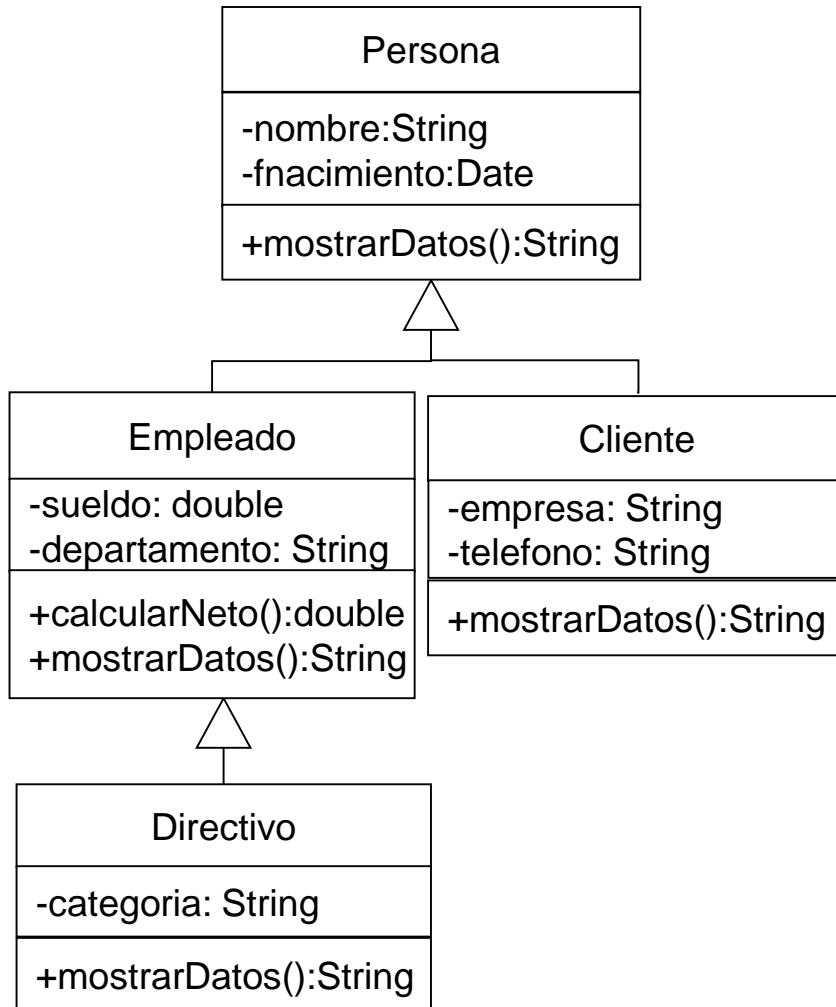 Persona
-nombre:String
-fnacimiento:Date
+mostrarDatos():String
Empleado
-sueldo: double
-departamento: String
+calcularNeto():double
+mostrarDatos():String
Cliente
-empresa: String
-telefono: String
+mostrarDatos():String
Directivo
-categoria: String
+mostrarDatos():String